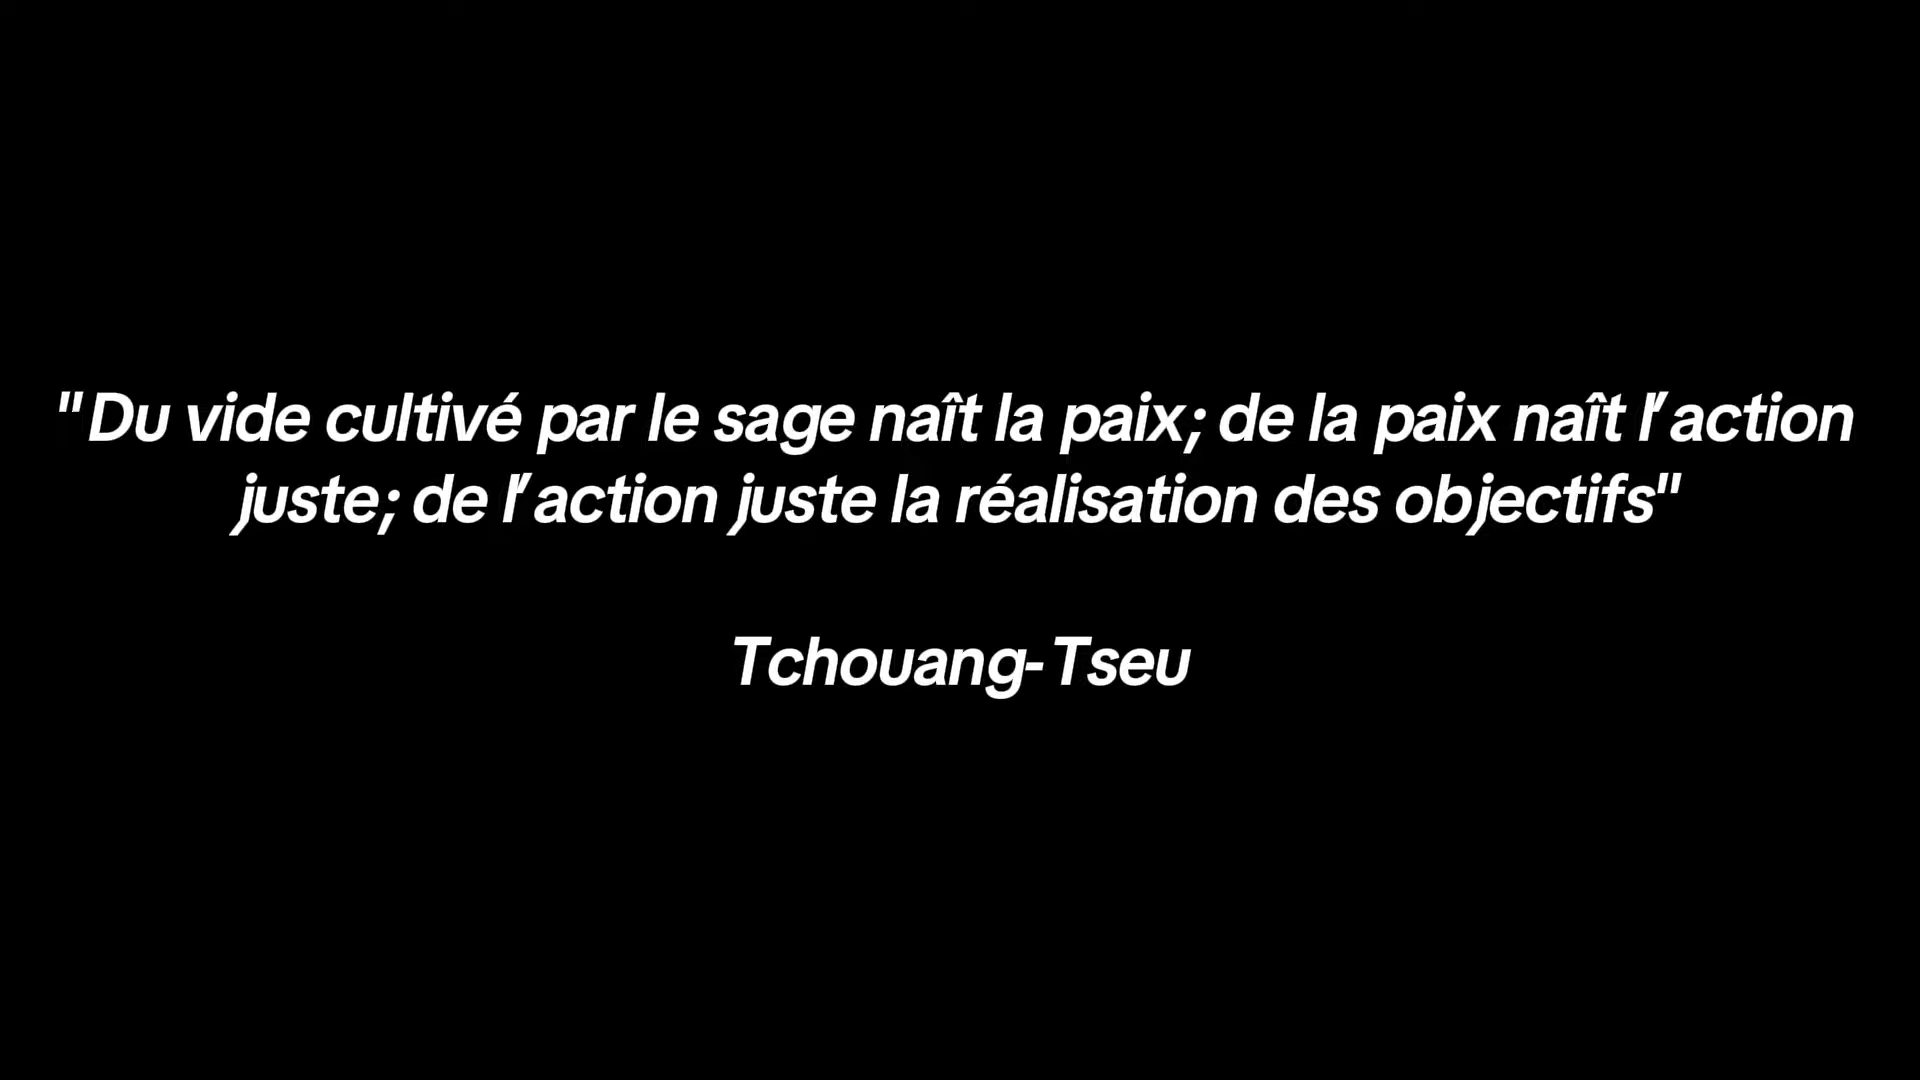 "Du vide cultivé par le sage naît la paix; de la paix naît l'action
juste; de l'action juste la réalisation des objectifs"
Tchouang-Tseu